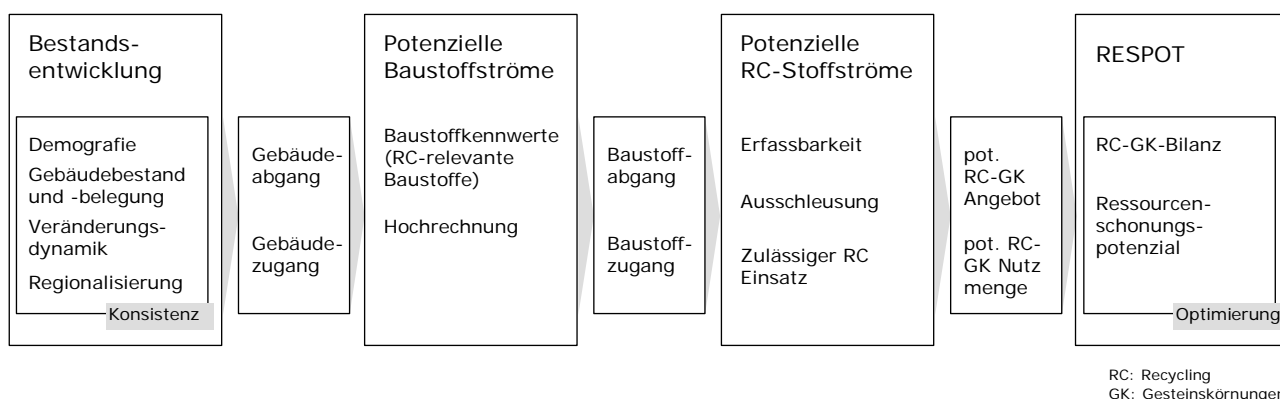 Bestands-
entwicklung
Demografie
Gebäudebestand
und -belegung
Veränderungs-
dynamik
Regionalisierung
Konsistenz
Gebäude-
abgang
Gebäude-
zugang
Potenzielle
Baustoffströme
Baustoffkennwerte
(RC-relevante
Baustoffe)
Hochrechnung
Baustoff-
abgang
Baustoff-
zugang
Potenzielle
RC-Stoffströme
Erfassbarkeit
Ausschleusung
Zulässiger RC
Einsatz
pot.
RC-GK
Angebot
pot. RC-
GK Nutz
menge
RESPOT
RC-GK-Bilanz
Ressourcen-
schonungs-
potenzial
Optimierung
RC: Recycling
GK: Gesteinskörnungen